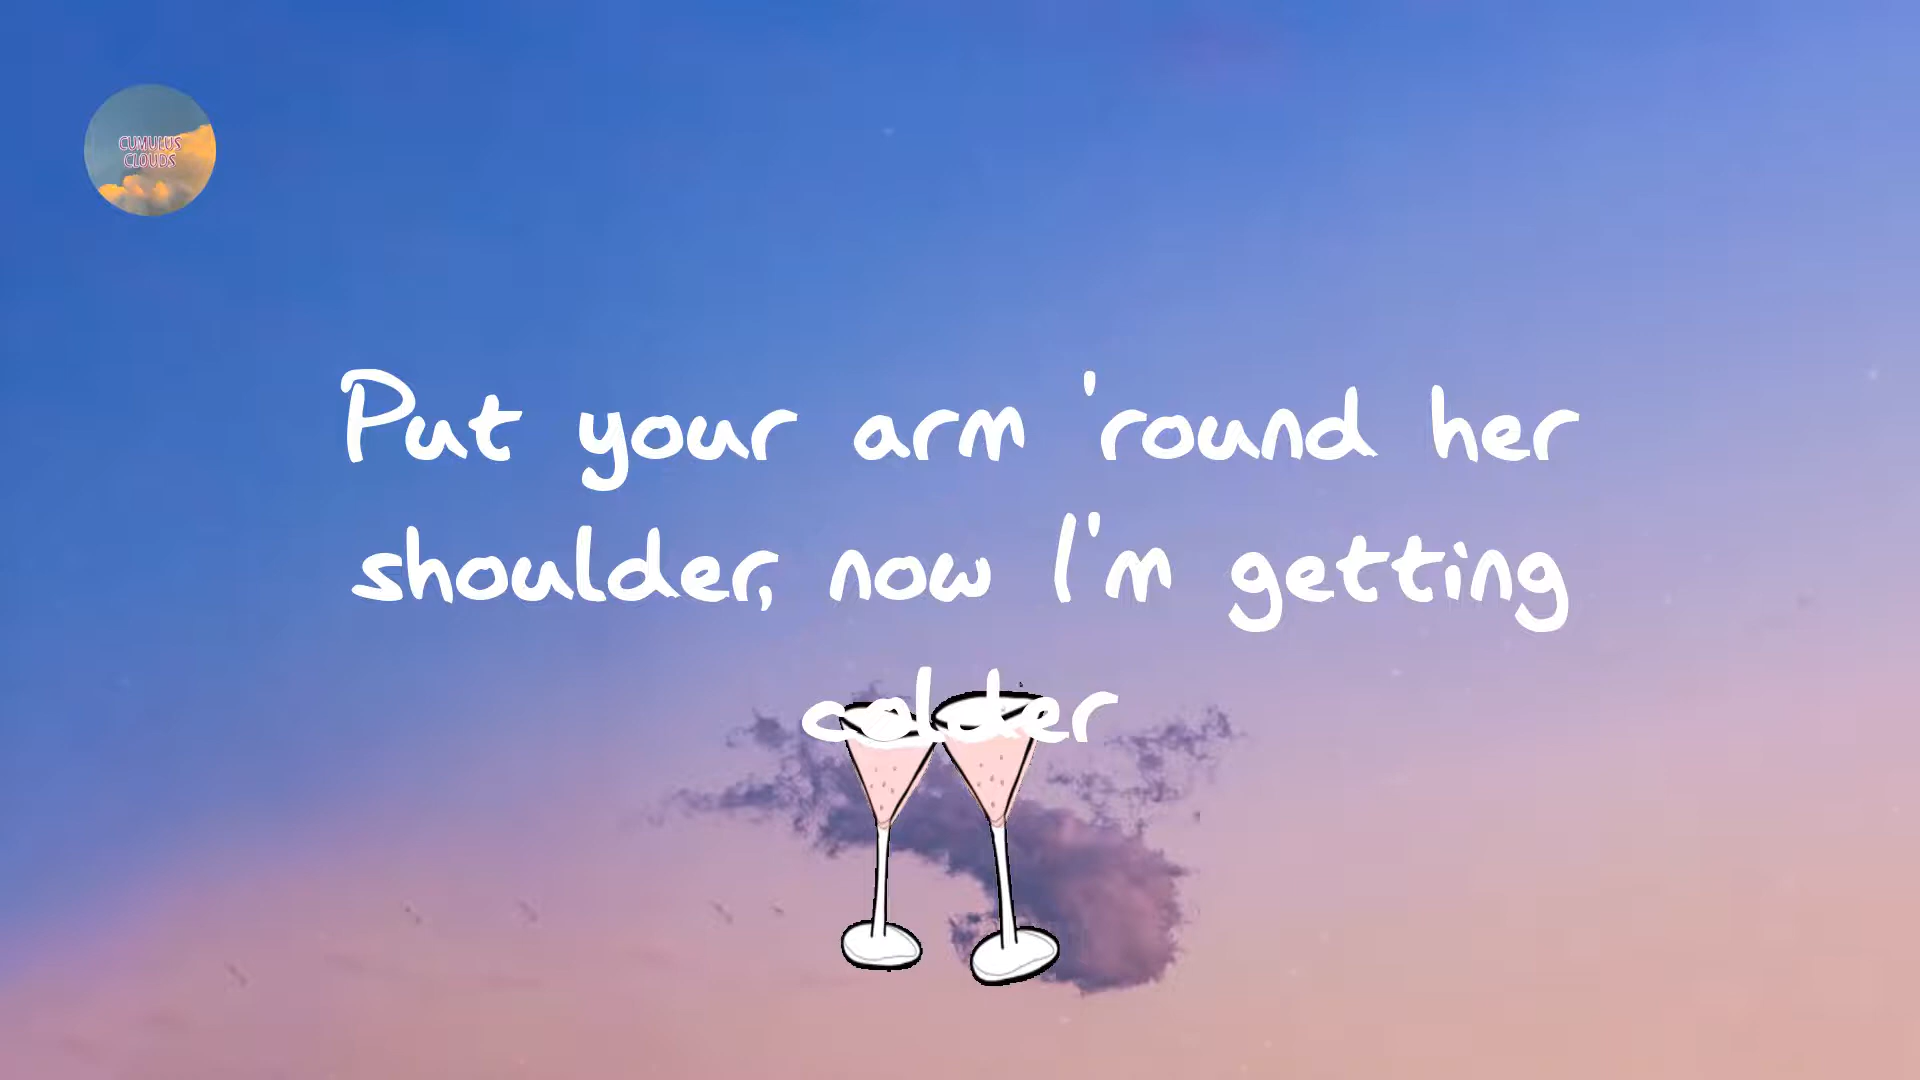 CUMULUS
CLOUDS
Put your arm 'round her
shoulder, now I'm getting
colder